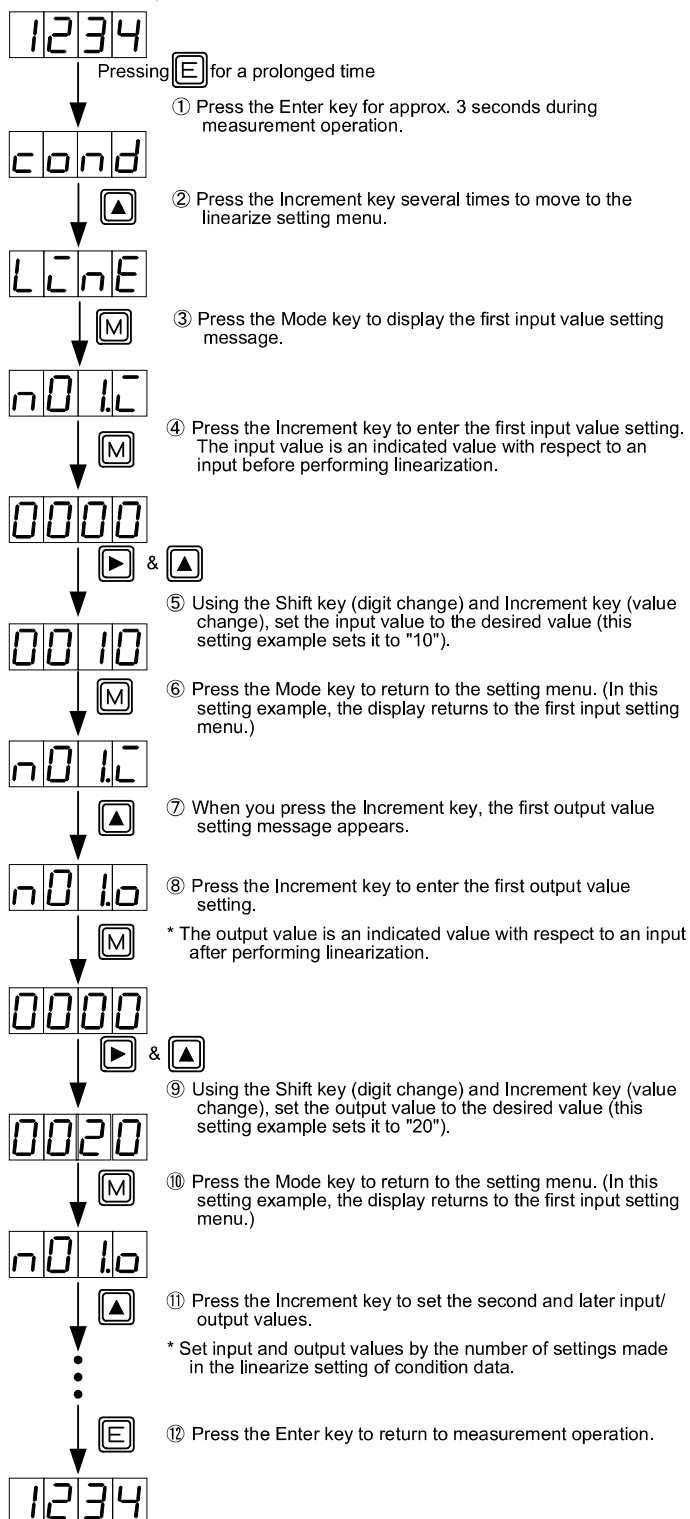 1234
Pressing E for a prolonged time
① Press the Enter key for approx. 3 seconds during
measurement operation.
cond
② Press the Increment key several times to move to the
linearize setting menu.
LinE
M
③ Press the Mode key to display the first input value setting
message.
n01.i
④ Press the Increment key to enter the first input value setting.
The input value is an indicated value with respect to an
input before performing linearization.
M
0000
&
⑤ Using the Shift key (digit change) and Increment key (value
change), set the input value to the desired value (this
setting example sets it to "10").
0010
M
⑥ Press the Mode key to return to the setting menu. (In this
setting example, the display returns to the first input setting
menu.)
n01.i
⑦ When you press the Increment key, the first output value
setting message appears.
n01.o
⑧ Press the Increment key to enter the first output value
setting.
M
* The output value is an indicated value with respect to an input
after performing linearization.
0000
&
⑨ Using the Shift key (digit change) and Increment key (value
change), set the output value to the desired value (this
setting example sets it to "20").
0020
M
⑩ Press the Mode key to return to the setting menu. (In this
setting example, the display returns to the first input setting
menu.)
n01.o
⑪ Press the Increment key to set the second and later input/
output values.
* Set input and output values by the number of settings made
in the linearize setting of condition data.
E
⑫ Press the Enter key to return to measurement operation.
1234